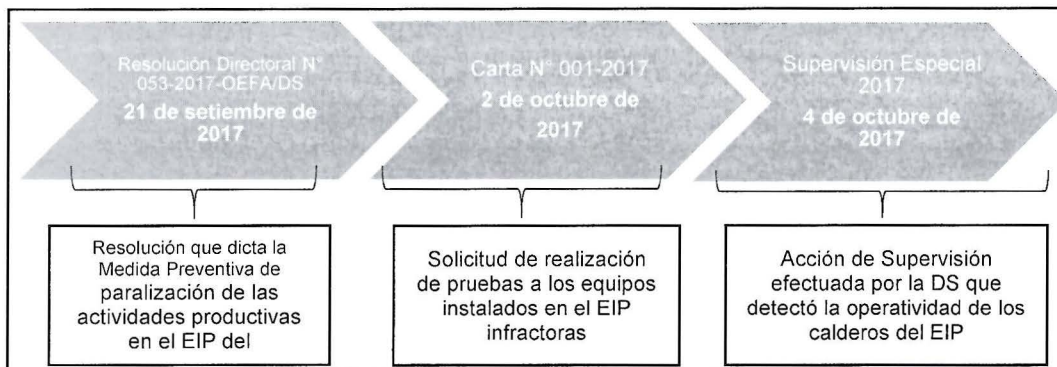 Resolución Directoral N°
053-2017-OEFA/DS
21 de setiembre de
2017
Carta N° 001-2017
2 de octubre de
2017
Supervisión Especial
2017
4 de octubre de
2017
Resolución que dicta la
Medida Preventiva de
paralización de las
actividades productivas
en el EIP del
Solicitud de realización
de pruebas a los equipos
instalados en el EIP
infractoras
Acción de Supervisión
efectuada por la DS que
detectó la operatividad de los
calderos del EIP